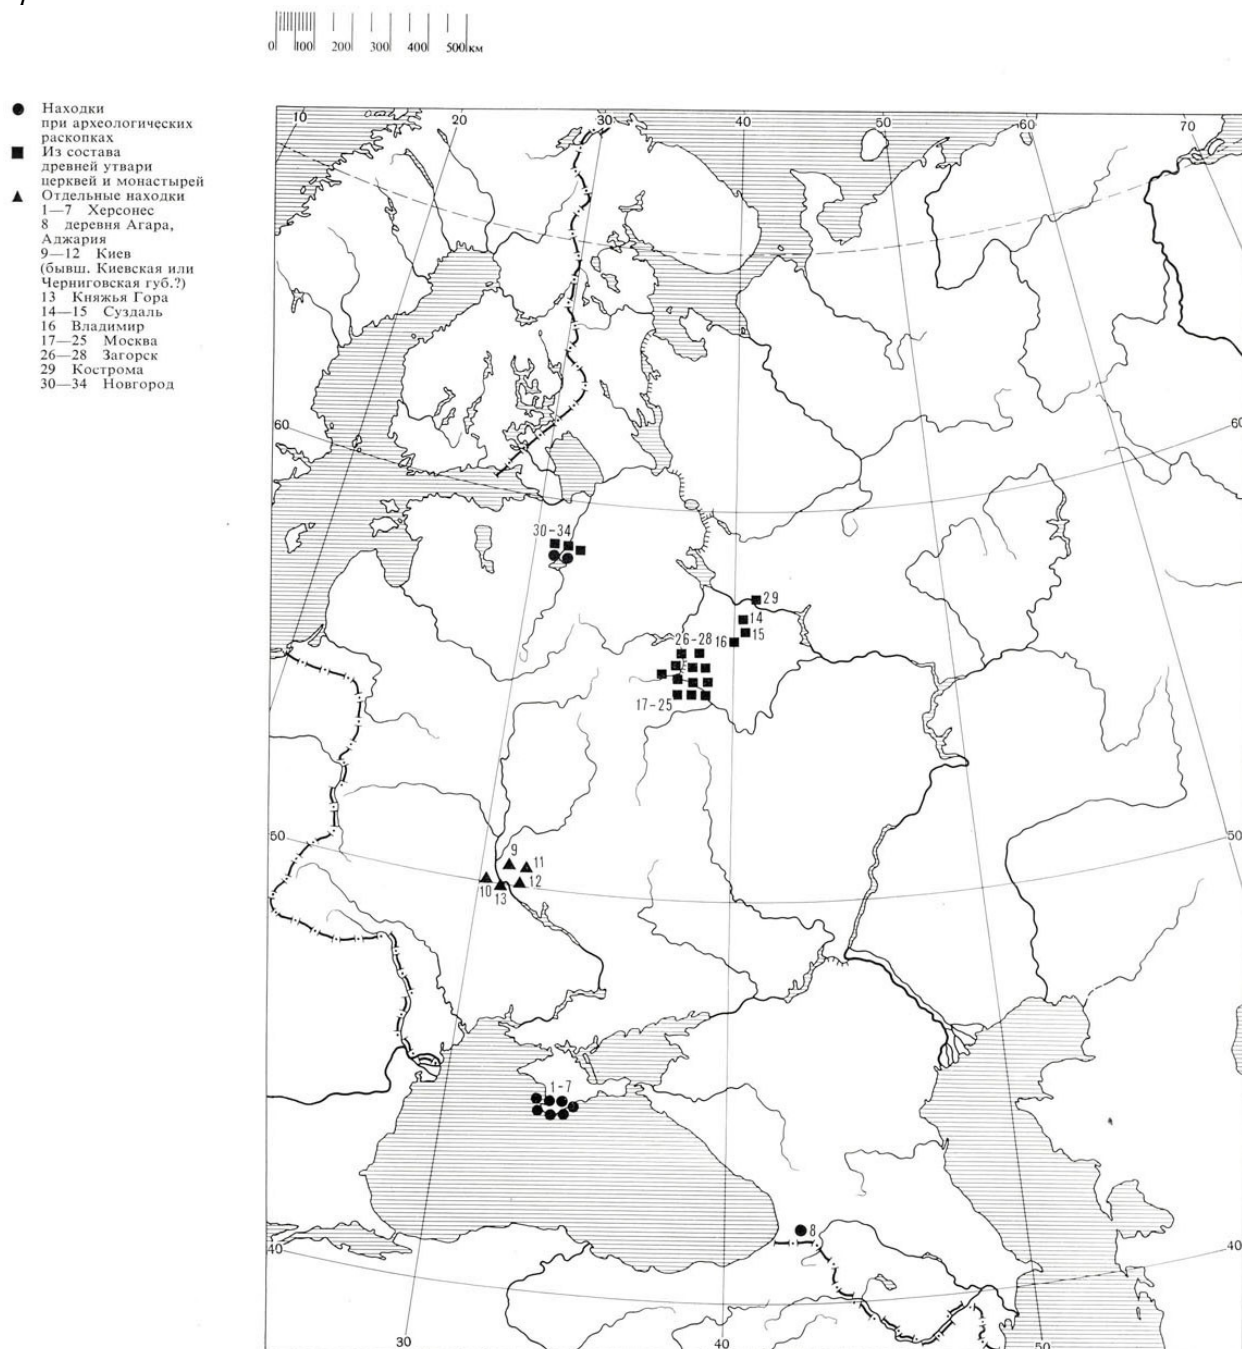 0 100 200 300 400 500 км
● Находки
при археологических
раскопках
■ Из состава
древней утвари
церквей и монастырей
▲ Отдельные находки
1—7 Херсонес
8 деревня Агара,
Аджария
9—12 Киев
(бывш. Киевская или
Черниговская губ.?)
13 Княжья Гора
14—15 Суздаль
16 Владимир
17—25 Москва
26—28 Загорск
29 Кострома
30—34 Новгород
10 20 30 40 50 60 70
60 60
30-34
29
14
15
16
26-28
17-25
50 50
9
11
10
12
13
1-7
8
40 40
30 40 50